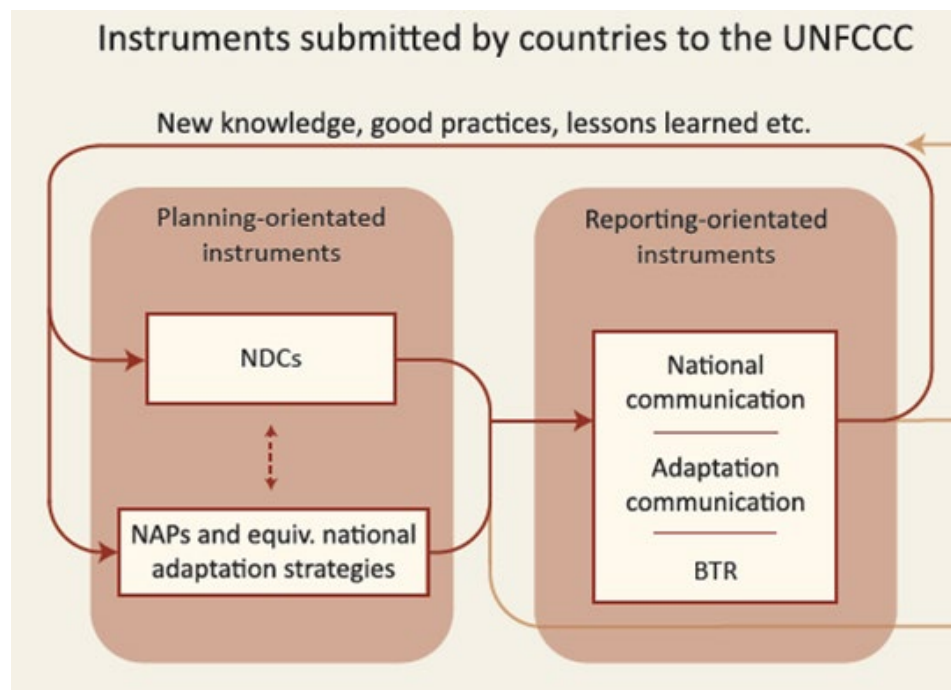 Instruments submitted by countries to the UNFCCC
New knowledge, good practices, lessons learned etc.
Planning-orientated
instruments
NDCs
NAPs and equiv. national
adaptation strategies
Reporting-orientated
instruments
National
communication
Adaptation
communication
BTR